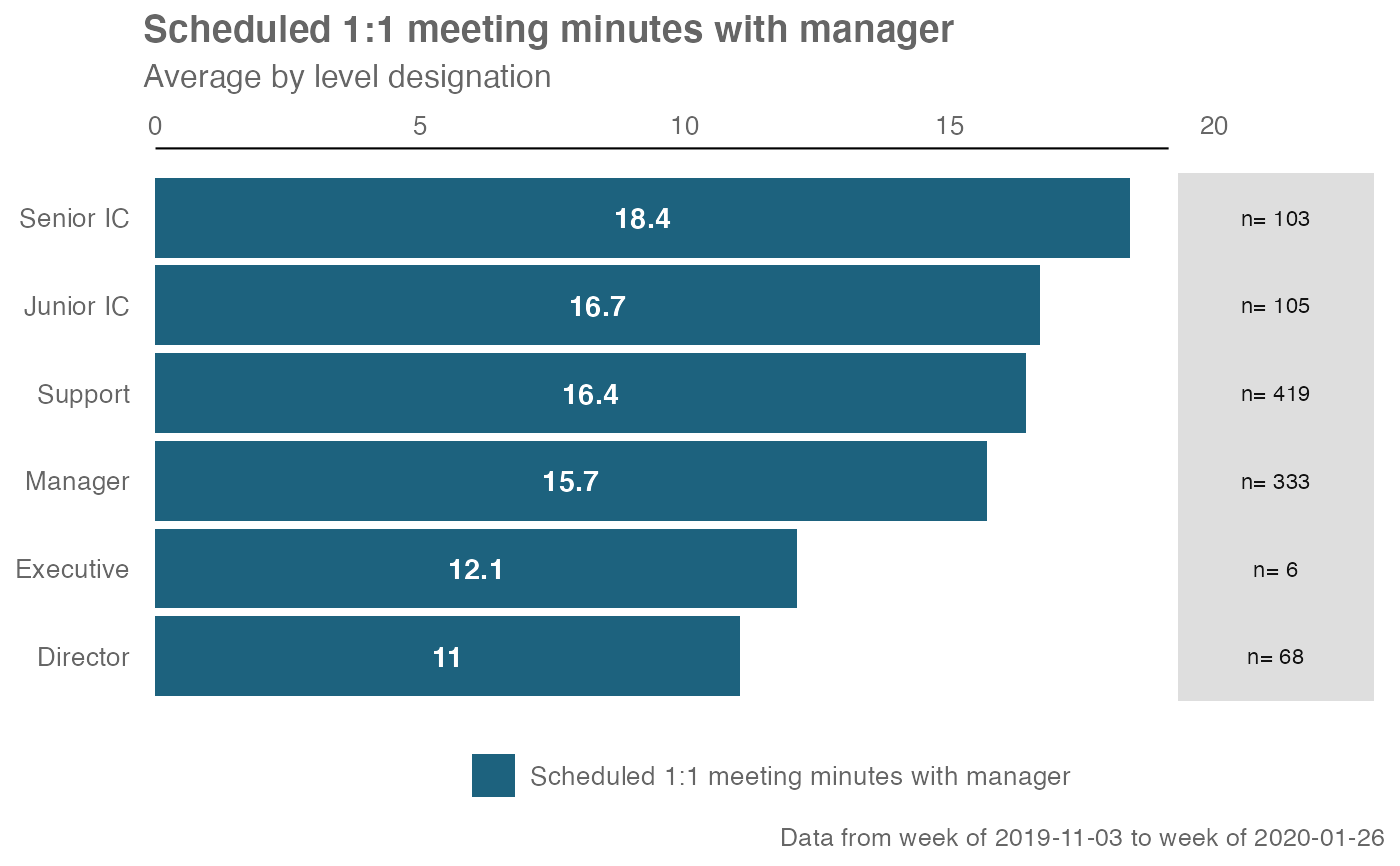 Scheduled 1:1 meeting minutes with manager
Average by level designation
0 5 10 15 20
Senior IC 18.4 n= 103
Junior IC 16.7 n= 105
Support 16.4 n= 419
Manager 15.7 n= 333
Executive 12.1 n= 6
Director 11 n= 68
Scheduled 1:1 meeting minutes with manager
Data from week of 2019-11-03 to week of 2020-01-26